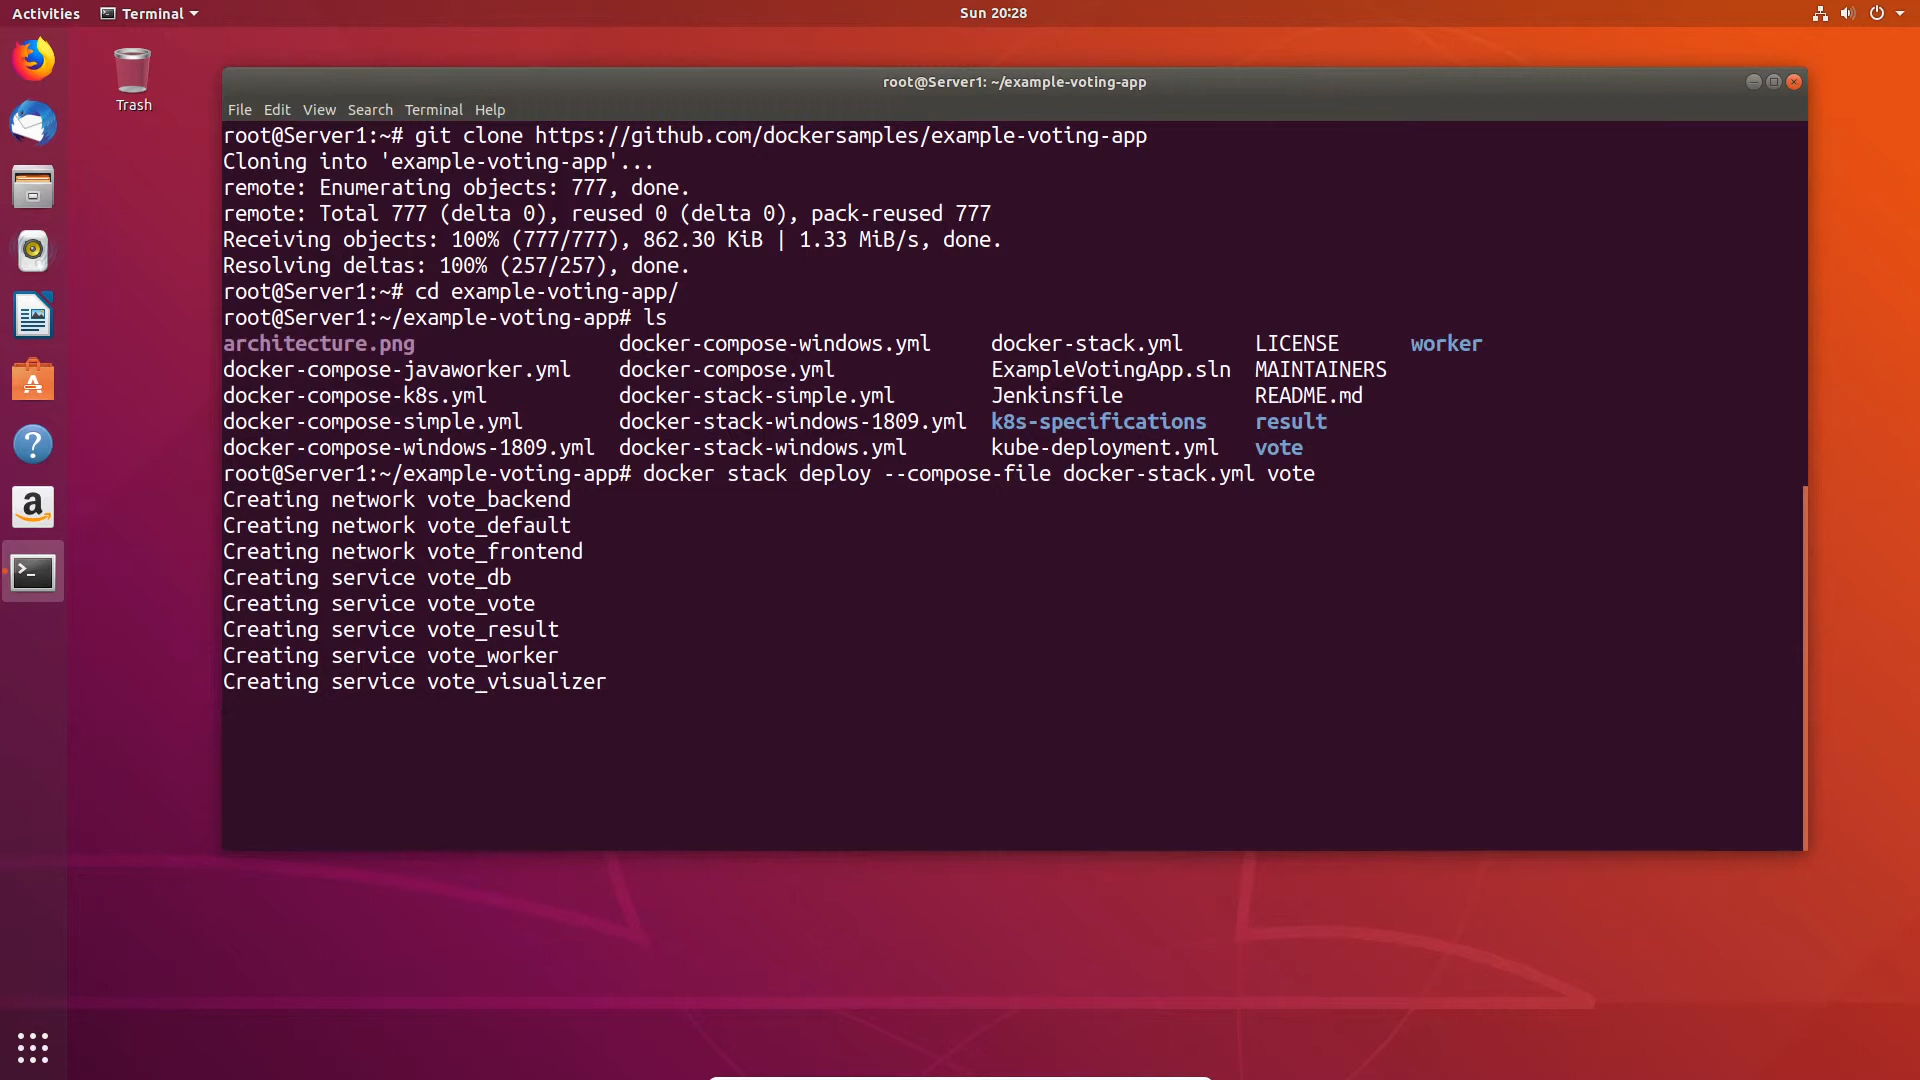 Activities Terminal Sun 20:28
Trash
root@Server1: ~/example-voting-app
File Edit View Search Terminal Help
root@Server1:~# git clone https://github.com/dockersamples/example-voting-app
Cloning into 'example-voting-app'...
remote: Enumerating objects: 777, done.
remote: Total 777 (delta 0), reused 0 (delta 0), pack-reused 777
Receiving objects: 100% (777/777), 862.30 KiB | 1.33 MiB/s, done.
Resolving deltas: 100% (257/257), done.
root@Server1:~# cd example-voting-app/
root@Server1:~/example-voting-app# ls
architecture.png docker-compose-windows.yml docker-stack.yml LICENSE worker
docker-compose-javaworker.yml docker-compose.yml ExampleVotingApp.sln MAINTAINERS
docker-compose-k8s.yml docker-stack-simple.yml Jenkinsfile README.md
docker-compose-simple.yml docker-stack-windows-1809.yml k8s-specifications result
docker-compose-windows-1809.yml docker-stack-windows.yml kube-deployment.yml vote
root@Server1:~/example-voting-app# docker stack deploy --compose-file docker-stack.yml vote
Creating network vote_backend
Creating network vote_default
Creating network vote_frontend
Creating service vote_db
Creating service vote_vote
Creating service vote_result
Creating service vote_worker
Creating service vote_visualizer